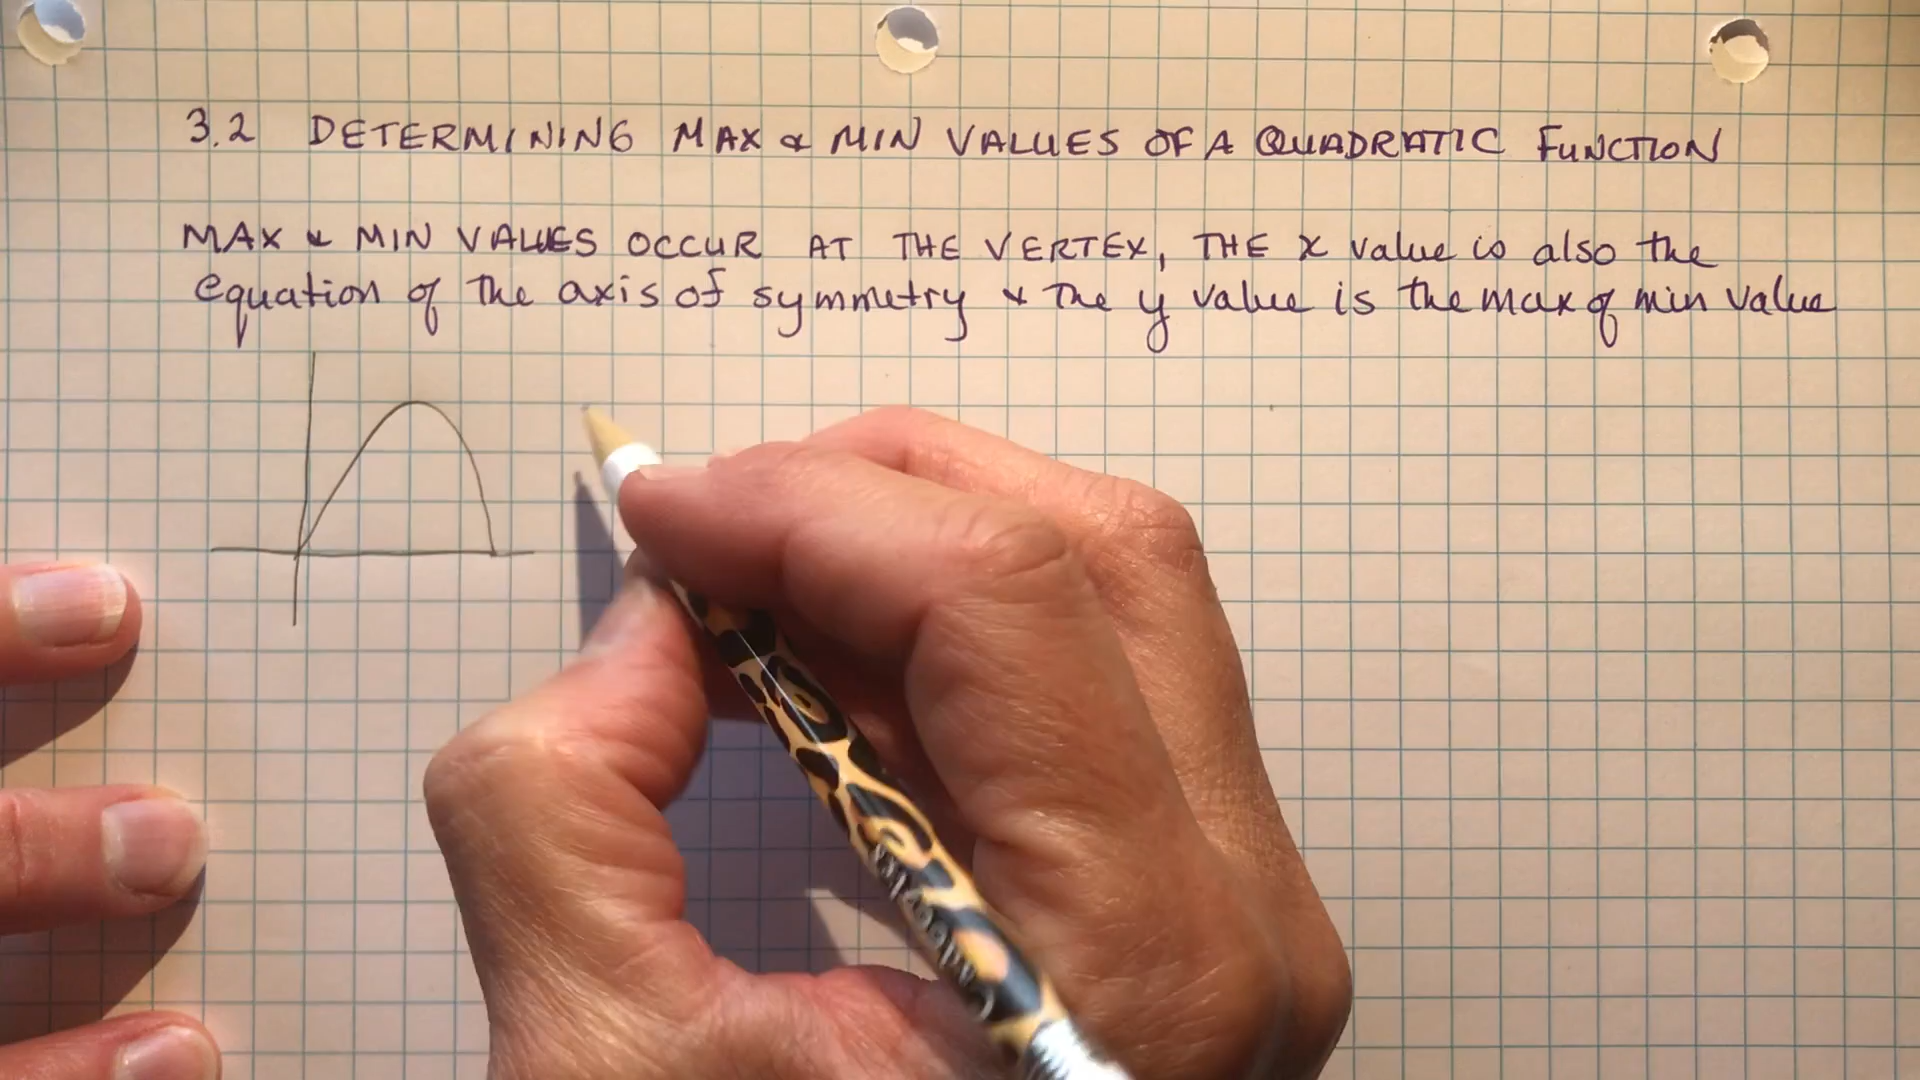 3.2 DETERMINING MAX & MIN VALUES OF A QUADRATIC FUNCTION
MAX & MIN VALUES OCCUR AT THE VERTEX, THE x value is also the
equation of the axis of symmetry & the y value is the max of min value